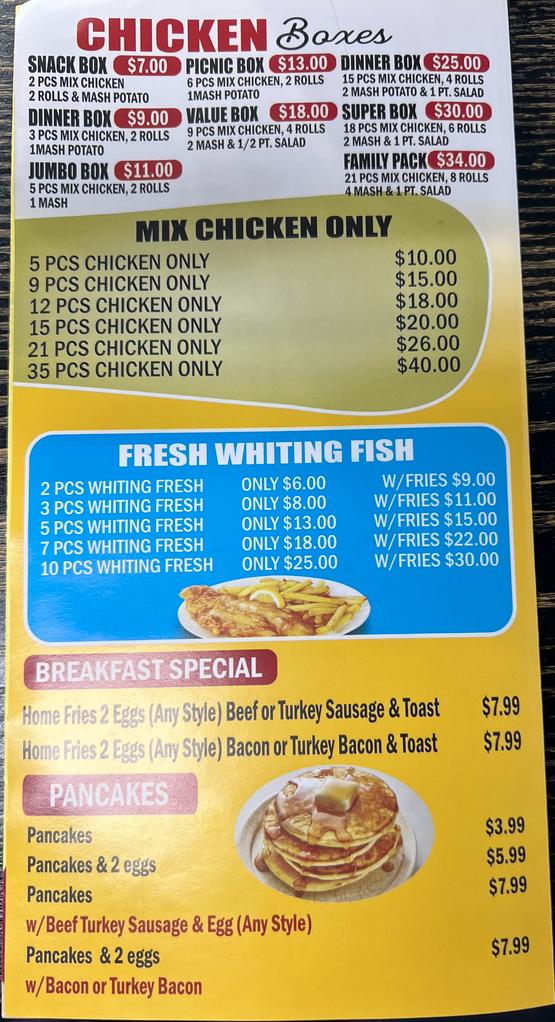 CHICKEN Boxes
SNACK BOX $7.00
2 PCS MIX CHICKEN
2 ROLLS & MASH POTATO
DINNER BOX $9.00
3 PCS MIX CHICKEN, 2 ROLLS
1MASH POTATO
JUMBO BOX $11.00
5 PCS MIX CHICKEN, 2 ROLLS
1 MASH
PICNIC BOX $13.00
6 PCS MIX CHICKEN, 2 ROLLS
1MASH POTATO
VALUE BOX $18.00
9 PCS MIX CHICKEN, 4 ROLLS
2 MASH & 1/2 PT. SALAD
DINNER BOX $25.00
15 PCS MIX CHICKEN, 4 ROLLS
2 MASH POTATO & 1 PT. SALAD
SUPER BOX $30.00
18 PCS MIX CHICKEN, 6 ROLLS
2 MASH & 1 PT. SALAD
FAMILY PACK $34.00
21 PCS MIX CHICKEN, 8 ROLLS
4 MASH & 1 PT. SALAD
MIX CHICKEN ONLY
5 PCS CHICKEN ONLY $10.00
9 PCS CHICKEN ONLY $15.00
12 PCS CHICKEN ONLY $18.00
15 PCS CHICKEN ONLY $20.00
21 PCS CHICKEN ONLY $26.00
35 PCS CHICKEN ONLY $40.00
FRESH WHITING FISH
2 PCS WHITING FRESH ONLY $6.00 W/FRIES $9.00
3 PCS WHITING FRESH ONLY $8.00 W/FRIES $11.00
5 PCS WHITING FRESH ONLY $13.00 W/FRIES $15.00
7 PCS WHITING FRESH ONLY $18.00 W/FRIES $22.00
10 PCS WHITING FRESH ONLY $25.00 W/FRIES $30.00
BREAKFAST SPECIAL
Home Fries 2 Eggs (Any Style) Beef or Turkey Sausage & Toast $7.99
Home Fries 2 Eggs (Any Style) Bacon or Turkey Bacon & Toast $7.99
PANCAKES
Pancakes $3.99
Pancakes & 2 eggs $5.99
Pancakes $7.99
w/Beef Turkey Sausage & Egg (Any Style)
Pancakes & 2 eggs $7.99
w/Bacon or Turkey Bacon